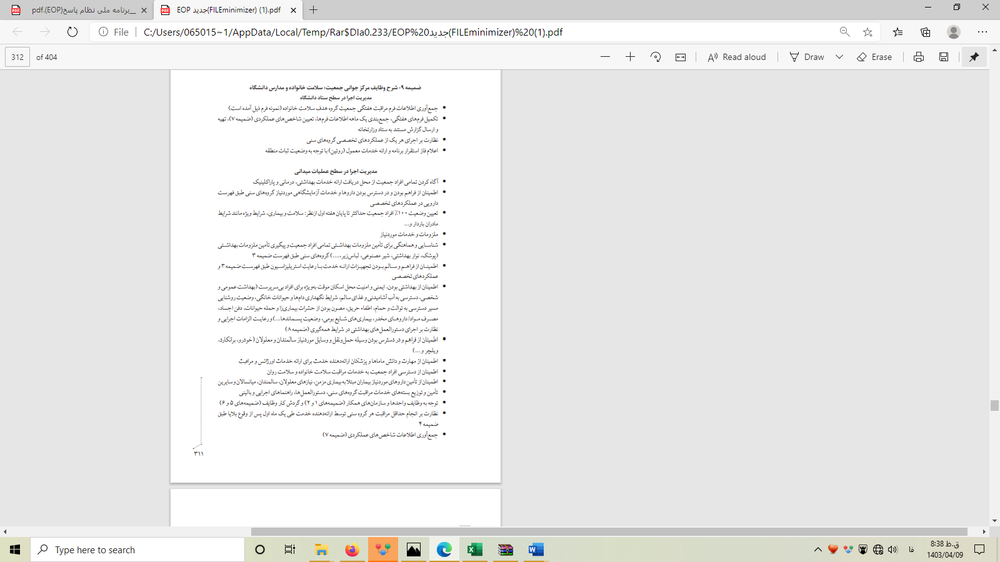 برنامه ملی نظام پاسخ(EOP).pdf
EOP جدید(FILEminimizer) (1).pdf
File
C:/Users/065015~1/AppData/Local/Temp/Rar$DIa0.233/EOP%20جدید(FILEminimizer)%20(1).pdf
312 of 404
Read aloud
Draw
Erase
ضمیمه ۹- شرح وظایف مرکز جوانی جمعیت؛ سلامت خانواده و مدارس دانشگاه
مدیریت اجرا در سطح ستاد دانشگاه
• جمع‌آوری اطلاعات فرم مراقبت هفتگی جمعیت گروه هدف سلامت خانواده (نمونه فرم ذیل آمده است)
• تکمیل فرم‌های هفتگی، جمع‌بندی یک ماهه اطلاعات فرم‌ها، تعیین شاخص‌های عملکردی (ضمیمه ۷)، تهیه
و ارسال گزارش مستند به ستاد وزارتخانه
• نظارت بر اجرای هر یک از عملکردهای تخصصی گروه‌های سنی
• اعلام فاز استقرار برنامه و ارائه خدمات معمول (روتین) با توجه به وضعیت ثبات منطقه
مدیریت اجرا در سطح عملیات میدانی
• آگاه کردن تمامی افراد جمعیت از محل دریافت ارائه خدمات بهداشتی، درمانی و پاراکلینیک
• اطمینان از فراهم بودن و در دسترس بودن داروها و خدمات آزمایشگاهی موردنیاز گروه‌های سنی طبق فهرست
دارویی در عملکردهای تخصصی
• تعیین وضعیت ۱۰۰٪ افراد جمعیت حداکثر تا پایان هفته اول ازنظر: سلامت و بیماری، شرایط ویژه مانند شرایط
مادران باردار و...
• ملزومات و خدمات موردنیاز
• شناسایی و هماهنگی برای تأمین ملزومات بهداشتی تمامی افراد جمعیت و پیگیری تأمین ملزومات بهداشتی
(پوشک، نوار بهداشتی، شیر مصنوعی، لباس‌زیر،....) گروه‌های سنی طبق فهرست ضمیمه ۳
• اطمینان از فراهم و سالم بودن تجهیزات ارائه خدمت با رعایت استریلیزاسیون طبق فهرست ضمیمه ۳ و
عملکردهای تخصصی
• اطمینان از بهداشتی بودن، ایمنی و امنیت محل اسکان موقت به‌ویژه برای افراد بی‌سرپرست (بهداشت عمومی و
شخصی، دسترسی به آب آشامیدنی و غذای سالم، شرایط نگهداری دام‌ها و حیوانات خانگی، وضعیت روشنایی
مسیر دسترسی به توالت و حمام، اطفاء حریق، مصون بودن از حشرات بیماری‌زا و حمله حیوانات، دفن اجساد،
مصرف مواد/ داروهای مخدر، بیماری‌های شایع بومی، وضعیت پسماندها...) و رعایت الزامات اجرایی و
نظارت بر اجرای دستورالعمل‌های بهداشتی در شرایط همه‌گیری (ضمیمه ۸)
• اطمینان از فراهم و در دسترس بودن وسیله حمل‌ونقل و وسایل موردنیاز سالمندان و معلولان (خودرو، برانکارد،
ویلچر و ...)
• اطمینان از مهارت و دانش ماماها و پزشکان ارائه‌دهنده خدمت برای ارائه خدمات اورژانس و مراقبت
• اطمینان از دسترسی افراد جمعیت به خدمات مراقبت سلامت خانواده و سلامت روان
• اطمینان از تأمین داروهای موردنیاز بیماران مبتلا به بیماری مزمن، نیازهای معلولان، سالمندان، میانسالان و سایرین
• تأمین و توزیع بسته‌های خدمات مراقبت گروه‌های سنی، دستورالعمل‌ها، راهنماهای اجرایی و بالینی
• توجه به وظایف واحدها و سازمان‌های همکار (ضمیمه‌های ۱ و ۲) و گردش کار وظایف (ضمیمه‌های ۵ و ۶)
• نظارت بر انجام حداقل مراقبت هر گروه سنی توسط ارائه‌دهنده خدمت طی یک ماه اول پس از وقوع بلایا طبق
ضمیمه ۴
• جمع‌آوری اطلاعات شاخص‌های عملکردی (ضمیمه ۷)
۳۱۱
Type here to search
فا
8:38 ق.ظ
1403/04/09